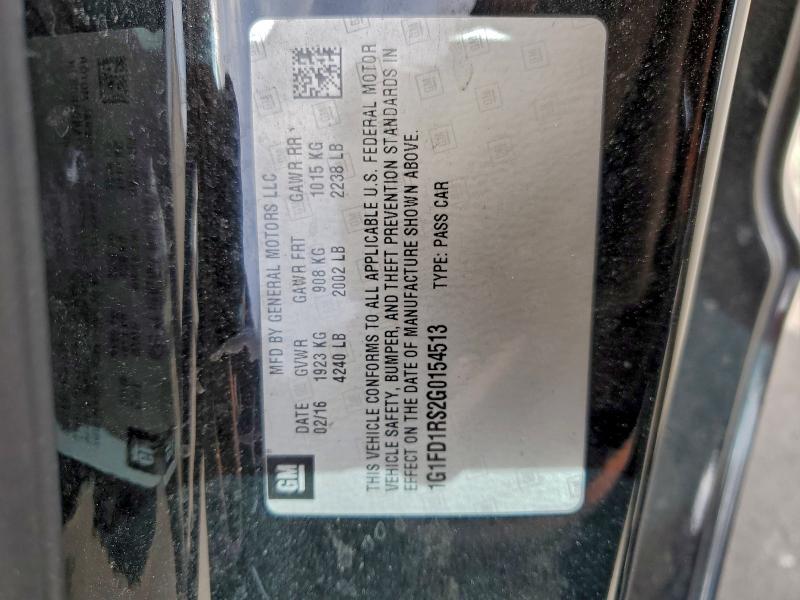 GM
MFD BY GENERAL MOTORS LLC
DATE GVWR GAWR FRT GAWR RR
02/16 1923 KG 908 KG 1015 KG
4240 LB 2002 LB 2238 LB
THIS VEHICLE CONFORMS TO ALL APPLICABLE U.S. FEDERAL MOTOR
VEHICLE SAFETY, BUMPER, AND THEFT PREVENTION STANDARDS IN
EFFECT ON THE DATE OF MANUFACTURE SHOWN ABOVE.
1G1FD1RS2G0154513 TYPE: PASS CAR